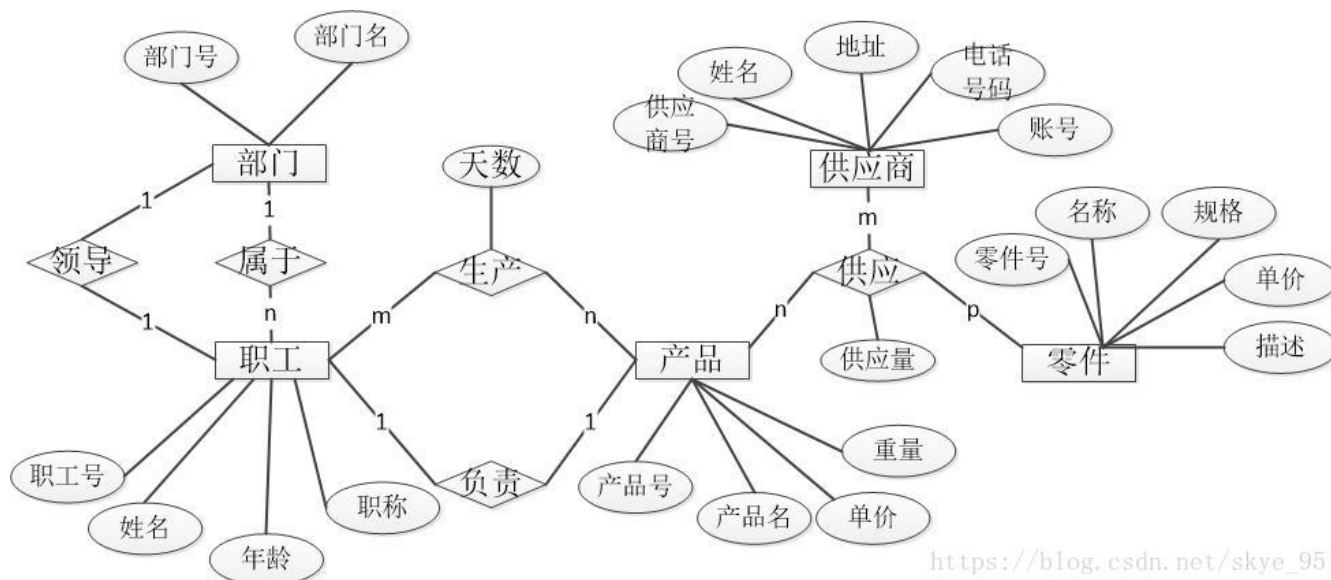 部门号
部门名
部门
1
1
领导
属于
1
n
职工
职工号
姓名
年龄
职称
天数
生产
m
n
1
1
负责
产品
产品号
产品名
单价
重量
供应
商号
姓名
地址
电话
号码
账号
供应商
m
供应
n
p
供应量
零件号
名称
规格
单价
描述
零件
https://blog.csdn.net/skye_95